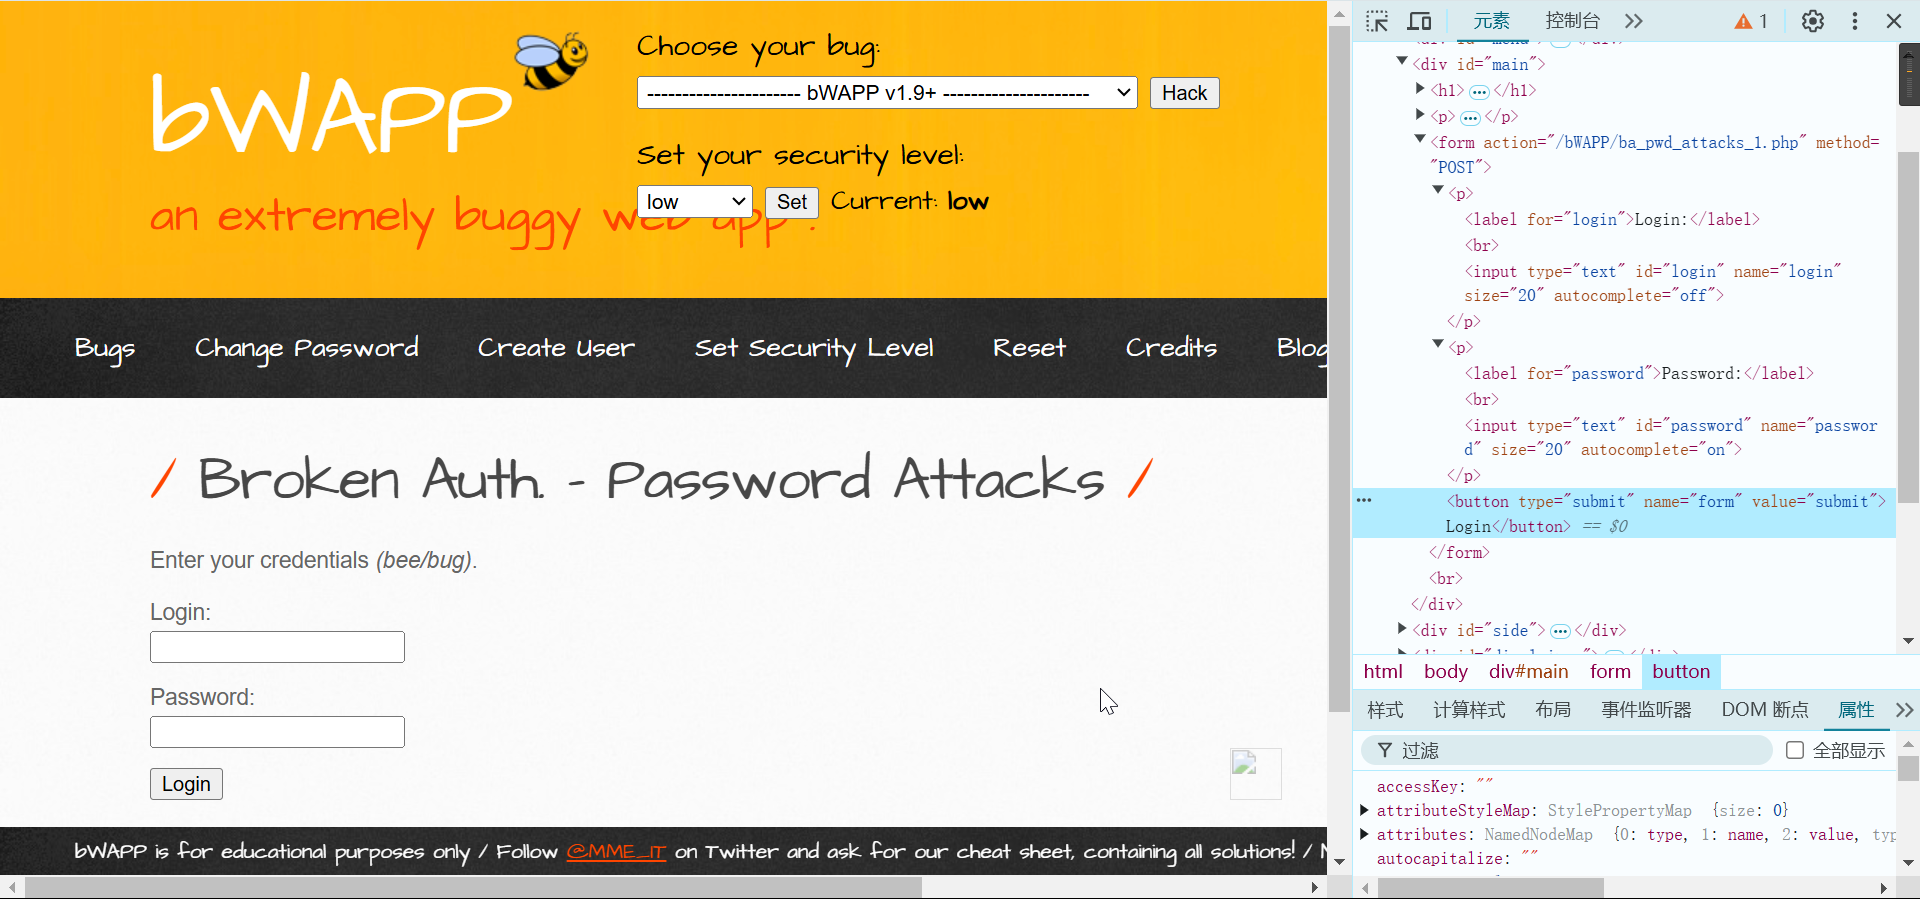 bWAPP
an extremely buggy web app !
Choose your bug:
---------------------- bWAPP v1.9+ ---------------------
Hack
Set your security level:
low
Set
Current: low
Bugs
Change Password
Create User
Set Security Level
Reset
Credits
Blog
/ Broken Auth. - Password Attacks /
Enter your credentials (bee/bug).
Login:
Password:
Login
bWAPP is for educational purposes only / Follow @MME_IT on Twitter and ask for our cheat sheet, containing all solutions! /
元素
控制台
1
<div id="menu"> … </div>
<div id="main">
<h1> … </h1>
<p> … </p>
<form action="/bWAPP/ba_pwd_attacks_1.php" method=
"POST">
<p>
<label for="login">Login:</label>
<br>
<input type="text" id="login" name="login"
size="20" autocomplete="off">
</p>
<p>
<label for="password">Password:</label>
<br>
<input type="text" id="password" name="passwor
d" size="20" autocomplete="on">
</p>
<button type="submit" name="form" value="submit">
Login</button> == $0
</form>
<br>
</div>
<div id="side"> … </div>
html body div#main form button
样式 计算样式 布局 事件监听器 DOM 断点 属性
过滤
全部显示
accessKey: ""
attributeStyleMap: StylePropertyMap {size: 0}
attributes: NamedNodeMap {0: type, 1: name, 2: value, typ
autocapitalize: ""